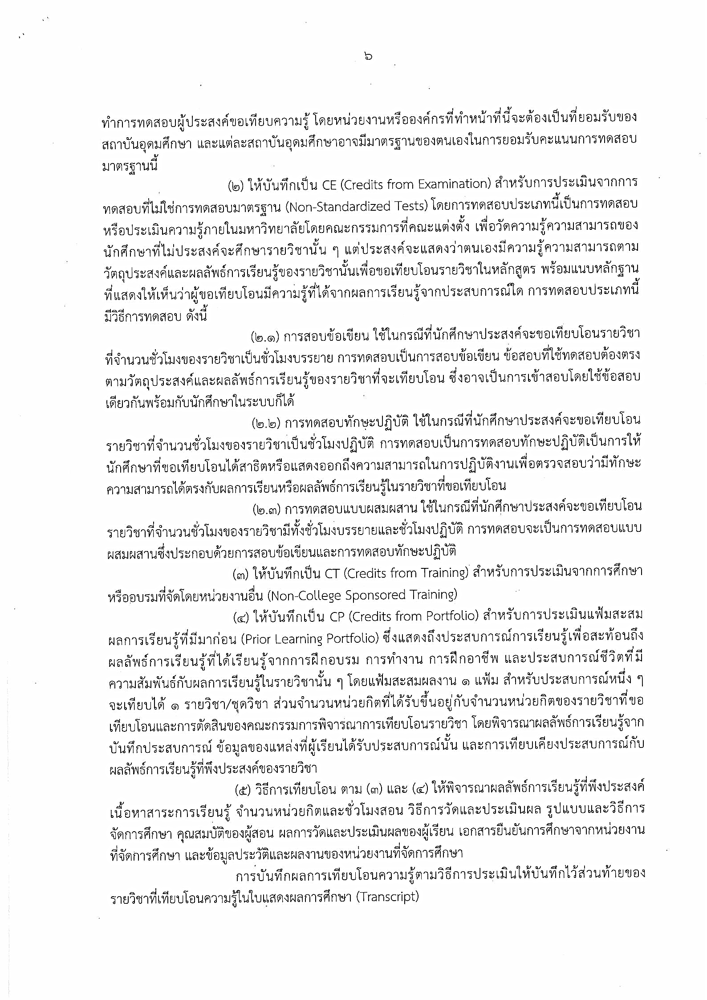 ๖
ทำการทดสอบผู้ประสงค์ขอเทียบความรู้ โดยหน่วยงานหรือองค์กรที่ทำหน้าที่นี้จะต้องเป็นที่ยอมรับของ
สถาบันอุดมศึกษา และแต่ละสถาบันอุดมศึกษาอาจมีมาตรฐานของตนเองในการยอมรับคะแนนการทดสอบ
มาตรฐานนี้
(๒) ให้บันทึกเป็น CE (Credits from Examination) สำหรับการประเมินจากการ
ทดสอบที่ไม่ใช่การทดสอบมาตรฐาน (Non-Standardized Tests) โดยการทดสอบประเภทนี้เป็นการทดสอบ
หรือประเมินความรู้ภายในมหาวิทยาลัยโดยคณะกรรมการที่คณะแต่งตั้ง เพื่อวัดความรู้ความสามารถของ
นักศึกษาที่ไม่ประสงค์จะศึกษารายวิชานั้น ๆ แต่ประสงค์จะแสดงว่าตนเองมีความรู้ความสามารถตาม
วัตถุประสงค์และผลลัพธ์การเรียนรู้ของรายวิชานั้นเพื่อขอเทียบโอนรายวิชาในหลักสูตร พร้อมแนบหลักฐาน
ที่แสดงให้เห็นว่าผู้ขอเทียบโอนมีความรู้ที่ได้จากผลการเรียนรู้จากประสบการณ์ใด การทดสอบประเภทนี้
มีวิธีการทดสอบ ดังนี้
(๒.๑) การสอบข้อเขียน ใช้ในกรณีที่นักศึกษาประสงค์จะขอเทียบโอนรายวิชา
ที่จำนวนชั่วโมงของรายวิชาเป็นชั่วโมงบรรยาย การทดสอบเป็นการสอบข้อเขียน ข้อสอบที่ใช้ทดสอบต้องตรง
ตามวัตถุประสงค์และผลลัพธ์การเรียนรู้ของรายวิชาที่จะเทียบโอน ซึ่งอาจเป็นการเข้าสอบโดยใช้ข้อสอบ
เดียวกันพร้อมกับนักศึกษาในระบบก็ได้
(๒.๒) การทดสอบทักษะปฏิบัติ ใช้ในกรณีที่นักศึกษาประสงค์จะขอเทียบโอน
รายวิชาที่จำนวนชั่วโมงของรายวิชาเป็นชั่วโมงปฏิบัติ การทดสอบเป็นการทดสอบทักษะปฏิบัติเป็นการให้
นักศึกษาที่ขอเทียบโอนได้สาธิตหรือแสดงออกถึงความสามารถในการปฏิบัติงานเพื่อตรวจสอบว่ามีทักษะ
ความสามารถได้ตรงกับผลการเรียนหรือผลลัพธ์การเรียนรู้ในรายวิชาที่ขอเทียบโอน
(๒.๓) การทดสอบแบบผสมผสาน ใช้ในกรณีที่นักศึกษาประสงค์จะขอเทียบโอน
รายวิชาที่จำนวนชั่วโมงของรายวิชามีทั้งชั่วโมงบรรยายและชั่วโมงปฏิบัติ การทดสอบจะเป็นการทดสอบแบบ
ผสมผสานซึ่งประกอบด้วยการสอบข้อเขียนและการทดสอบทักษะปฏิบัติ
(๓) ให้บันทึกเป็น CT (Credits from Training) สำหรับการประเมินจากการศึกษา
หรืออบรมที่จัดโดยหน่วยงานอื่น (Non-College Sponsored Training)
(๔) ให้บันทึกเป็น CP (Credits from Portfolio) สำหรับการประเมินแฟ้มสะสม
ผลการเรียนรู้ที่มีมาก่อน (Prior Learning Portfolio) ซึ่งแสดงถึงประสบการณ์การเรียนรู้เพื่อสะท้อนถึง
ผลลัพธ์การเรียนรู้ที่ได้เรียนรู้จากการฝึกอบรม การทำงาน การฝึกอาชีพ และประสบการณ์ชีวิตที่มี
ความสัมพันธ์กับผลการเรียนรู้ในรายวิชานั้น ๆ โดยแฟ้มสะสมผลงาน ๑ แฟ้ม สำหรับประสบการณ์หนึ่ง ๆ
จะเทียบได้ ๑ รายวิชา/ชุดวิชา ส่วนจำนวนหน่วยกิตที่ได้รับขึ้นอยู่กับจำนวนหน่วยกิตของรายวิชาที่ขอ
เทียบโอนและการตัดสินของคณะกรรมการพิจารณาการเทียบโอนรายวิชา โดยพิจารณาผลลัพธ์การเรียนรู้จาก
บันทึกประสบการณ์ ข้อมูลของแหล่งที่ผู้เรียนได้รับประสบการณ์นั้น และการเทียบเคียงประสบการณ์กับ
ผลลัพธ์การเรียนรู้ที่พึงประสงค์ของรายวิชา
(๕) วิธีการเทียบโอน ตาม (๓) และ (๔) ให้พิจารณาผลลัพธ์การเรียนรู้ที่พึงประสงค์
เนื้อหาสาระการเรียนรู้ จำนวนหน่วยกิตและชั่วโมงสอน วิธีการวัดและประเมินผล รูปแบบและวิธีการ
จัดการศึกษา คุณสมบัติของผู้สอน ผลการวัดและประเมินผลของผู้เรียน เอกสารยืนยันการศึกษาจากหน่วยงาน
ที่จัดการศึกษา และข้อมูลประวัติและผลงานของหน่วยงานที่จัดการศึกษา
การบันทึกผลการเทียบโอนความรู้ตามวิธีการประเมินให้บันทึกไว้ส่วนท้ายของ
รายวิชาที่เทียบโอนความรู้ในใบแสดงผลการศึกษา (Transcript)